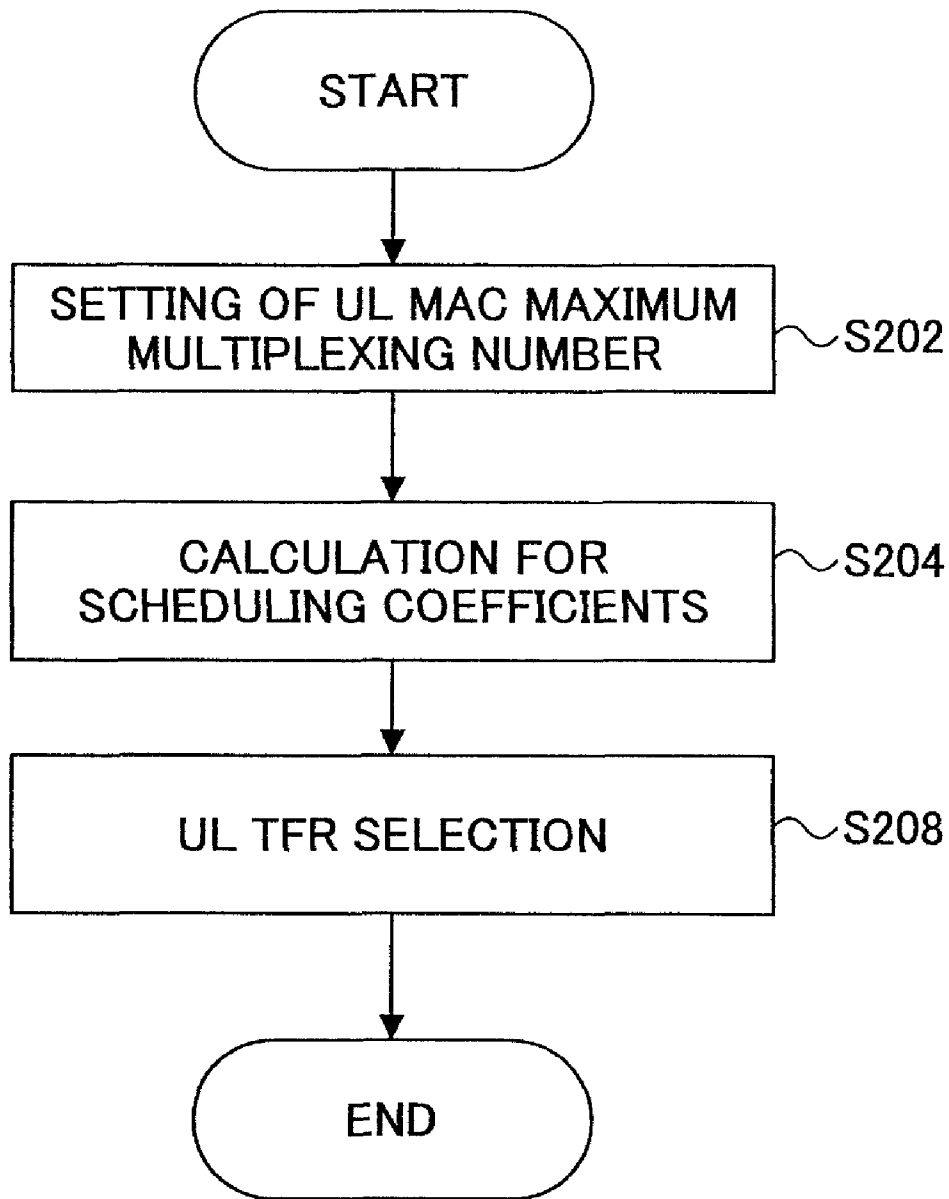 START
SETTING OF UL MAC MAXIMUM
MULTIPLEXING NUMBER
S202
CALCULATION FOR
SCHEDULING COEFFICIENTS
S204
UL TFR SELECTION
S208
END